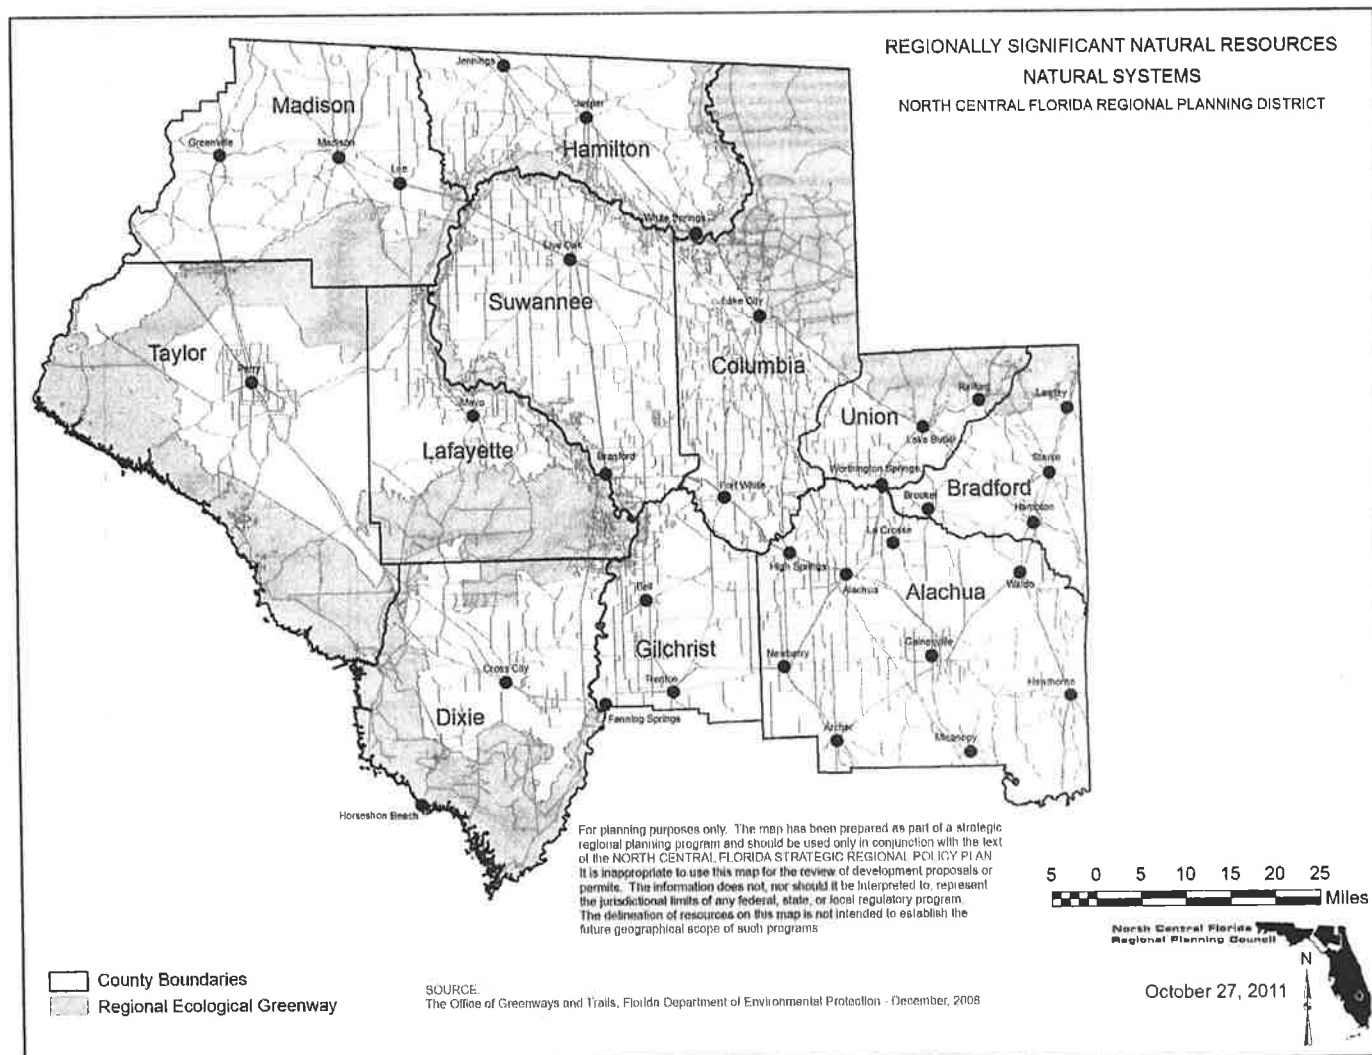 REGIONALLY SIGNIFICANT NATURAL RESOURCES
NATURAL SYSTEMS
NORTH CENTRAL FLORIDA REGIONAL PLANNING DISTRICT
Jennings
Madison
Jasper
Greenville
Madison
Hamilton
Lee
White Springs
Live Oak
Suwannee
Lake City
Taylor
Columbia
Perry
Raiford
Lawtey
Mayo
Union
Lake Butler
Lafayette
Branford
Worthington Springs
Starke
Fort White
Bradford
Brooker
Hampton
La Crosse
High Springs
Alachua
Waldo
Bell
Alachua
Gainesville
Gilchrist
Newberry
Cross City
Trenton
Hawthorne
Dixie
Fanning Springs
Archer
Micanopy
Horseshoe Beach
For planning purposes only. The map has been prepared as part of a strategic
regional planning program and should be used only in conjunction with the text
of the NORTH CENTRAL FLORIDA STRATEGIC REGIONAL POLICY PLAN
It is inappropriate to use this map for the review of development proposals or
permits. The information does not, nor should it be interpreted to, represent
the jurisdictional limits of any federal, state, or local regulatory program.
The delineation of resources on this map is not intended to establish the
future geographical scope of such programs
5 0 5 10 15 20 25
Miles
North Central Florida
Regional Planning Council
N
S
County Boundaries
Regional Ecological Greenway
SOURCE:
The Office of Greenways and Trails, Florida Department of Environmental Protection - December, 2008
October 27, 2011